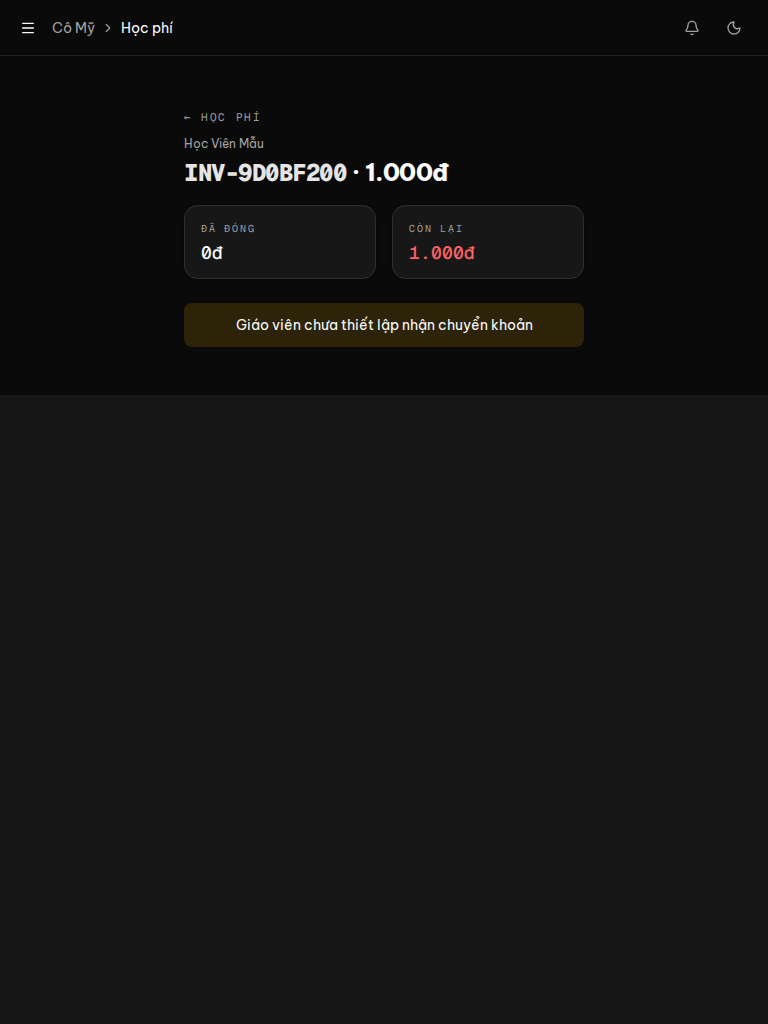 Cô Mỹ > Học phí
← HỌC PHÍ
Học Viên Mẫu
INV-9D0BF200 · 1.000đ
ĐÃ ĐÓNG
0đ
CÒN LẠI
1.000đ
Giáo viên chưa thiết lập nhận chuyển khoản